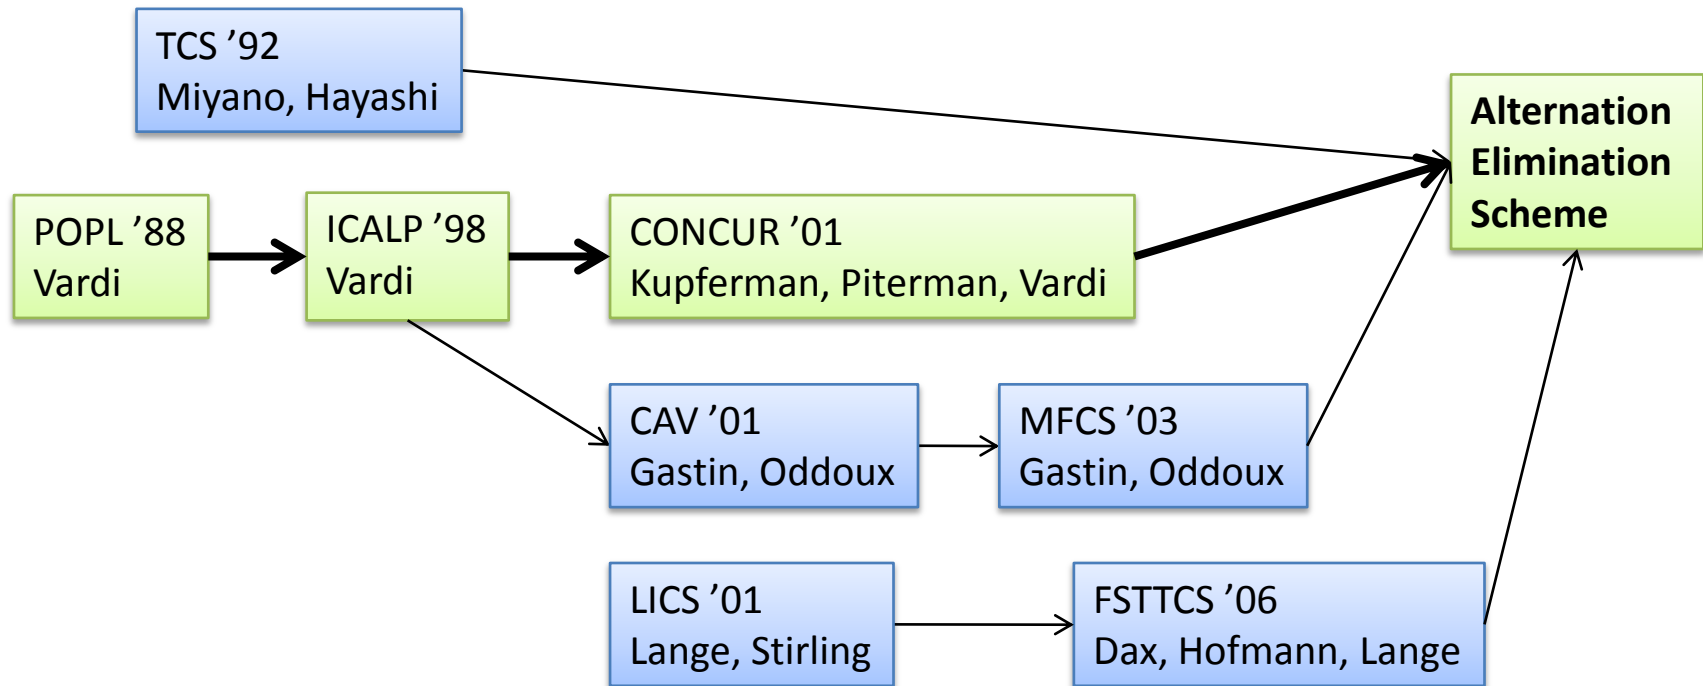 TCS ’92
Miyano, Hayashi
Alternation
Elimination
Scheme
POPL ’88
Vardi
ICALP ’98
Vardi
CONCUR ’01
Kupferman, Piterman, Vardi
CAV ’01
Gastin, Oddoux
MFCS ’03
Gastin, Oddoux
LICS ’01
Lange, Stirling
FSTTCS ’06
Dax, Hofmann, Lange